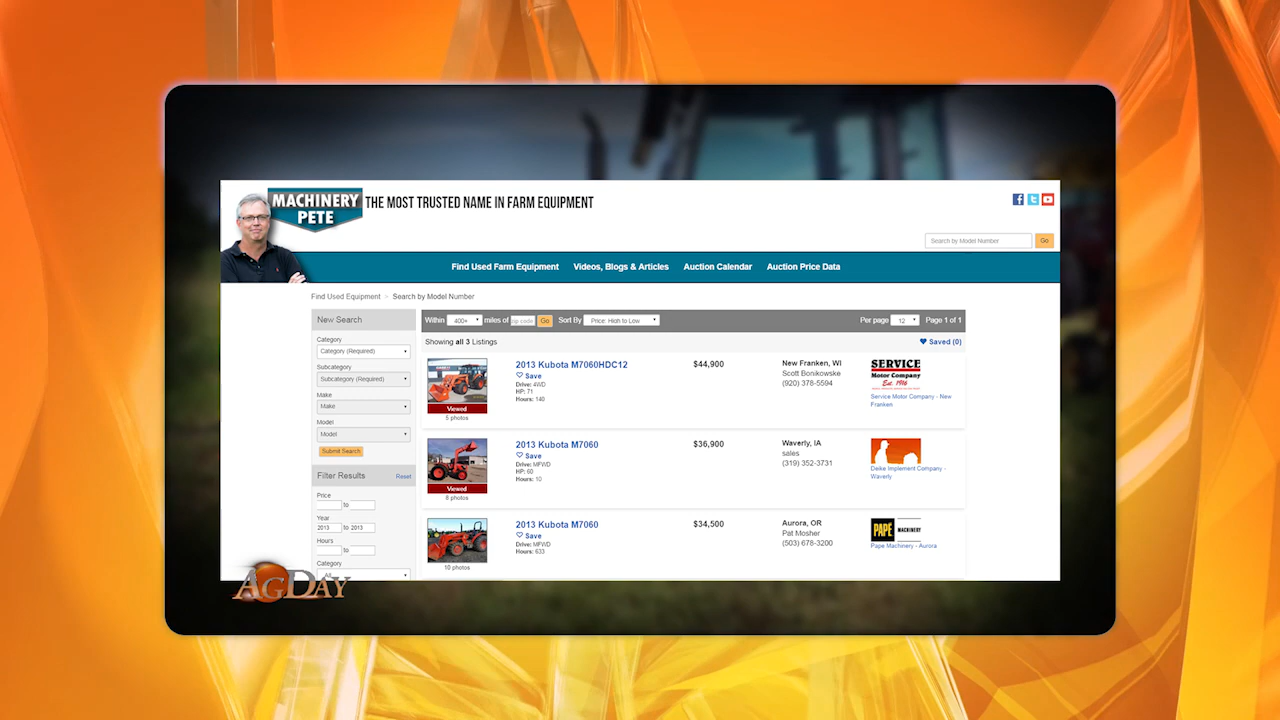 MACHINERY
PETE
THE MOST TRUSTED NAME IN FARM EQUIPMENT
Search by Model Number
Go
Find Used Farm Equipment
Videos, Blogs & Articles
Auction Calendar
Auction Price Data
Find Used Equipment > Search by Model Number
New Search
Category
Category (Required)
Subcategory
Subcategory (Required)
Make
Make
Model
Model
Submit Search
Filter Results
Reset
Price
to
Year
2013 to 2013
Hours
to
Category
All
Within 400+ miles of zip code Go Sort By Price: High to Low
Per page 12 Page 1 of 1
Showing all 3 Listings
Saved (0)
Viewed
5 photos
2013 Kubota M7060HDC12
Save
Drive: 4WD
HP: 71
Hours: 140
$44,900
New Franken, WI
Scott Bonikowske
(920) 378-5594
SERVICE
Motor Company
Est. 1916
Service Motor Company - New
Franken
Viewed
8 photos
2013 Kubota M7060
Save
Drive: MFWD
HP: 60
Hours: 10
$36,900
Waverly, IA
sales
(319) 352-3731
Deike Implement Company -
Waverly
10 photos
2013 Kubota M7060
Save
Drive: MFWD
Hours: 633
$34,500
Aurora, OR
Pat Mosher
(503) 678-3200
PAPÉ
MACHINERY
Pape Machinery - Aurora
AGDAY